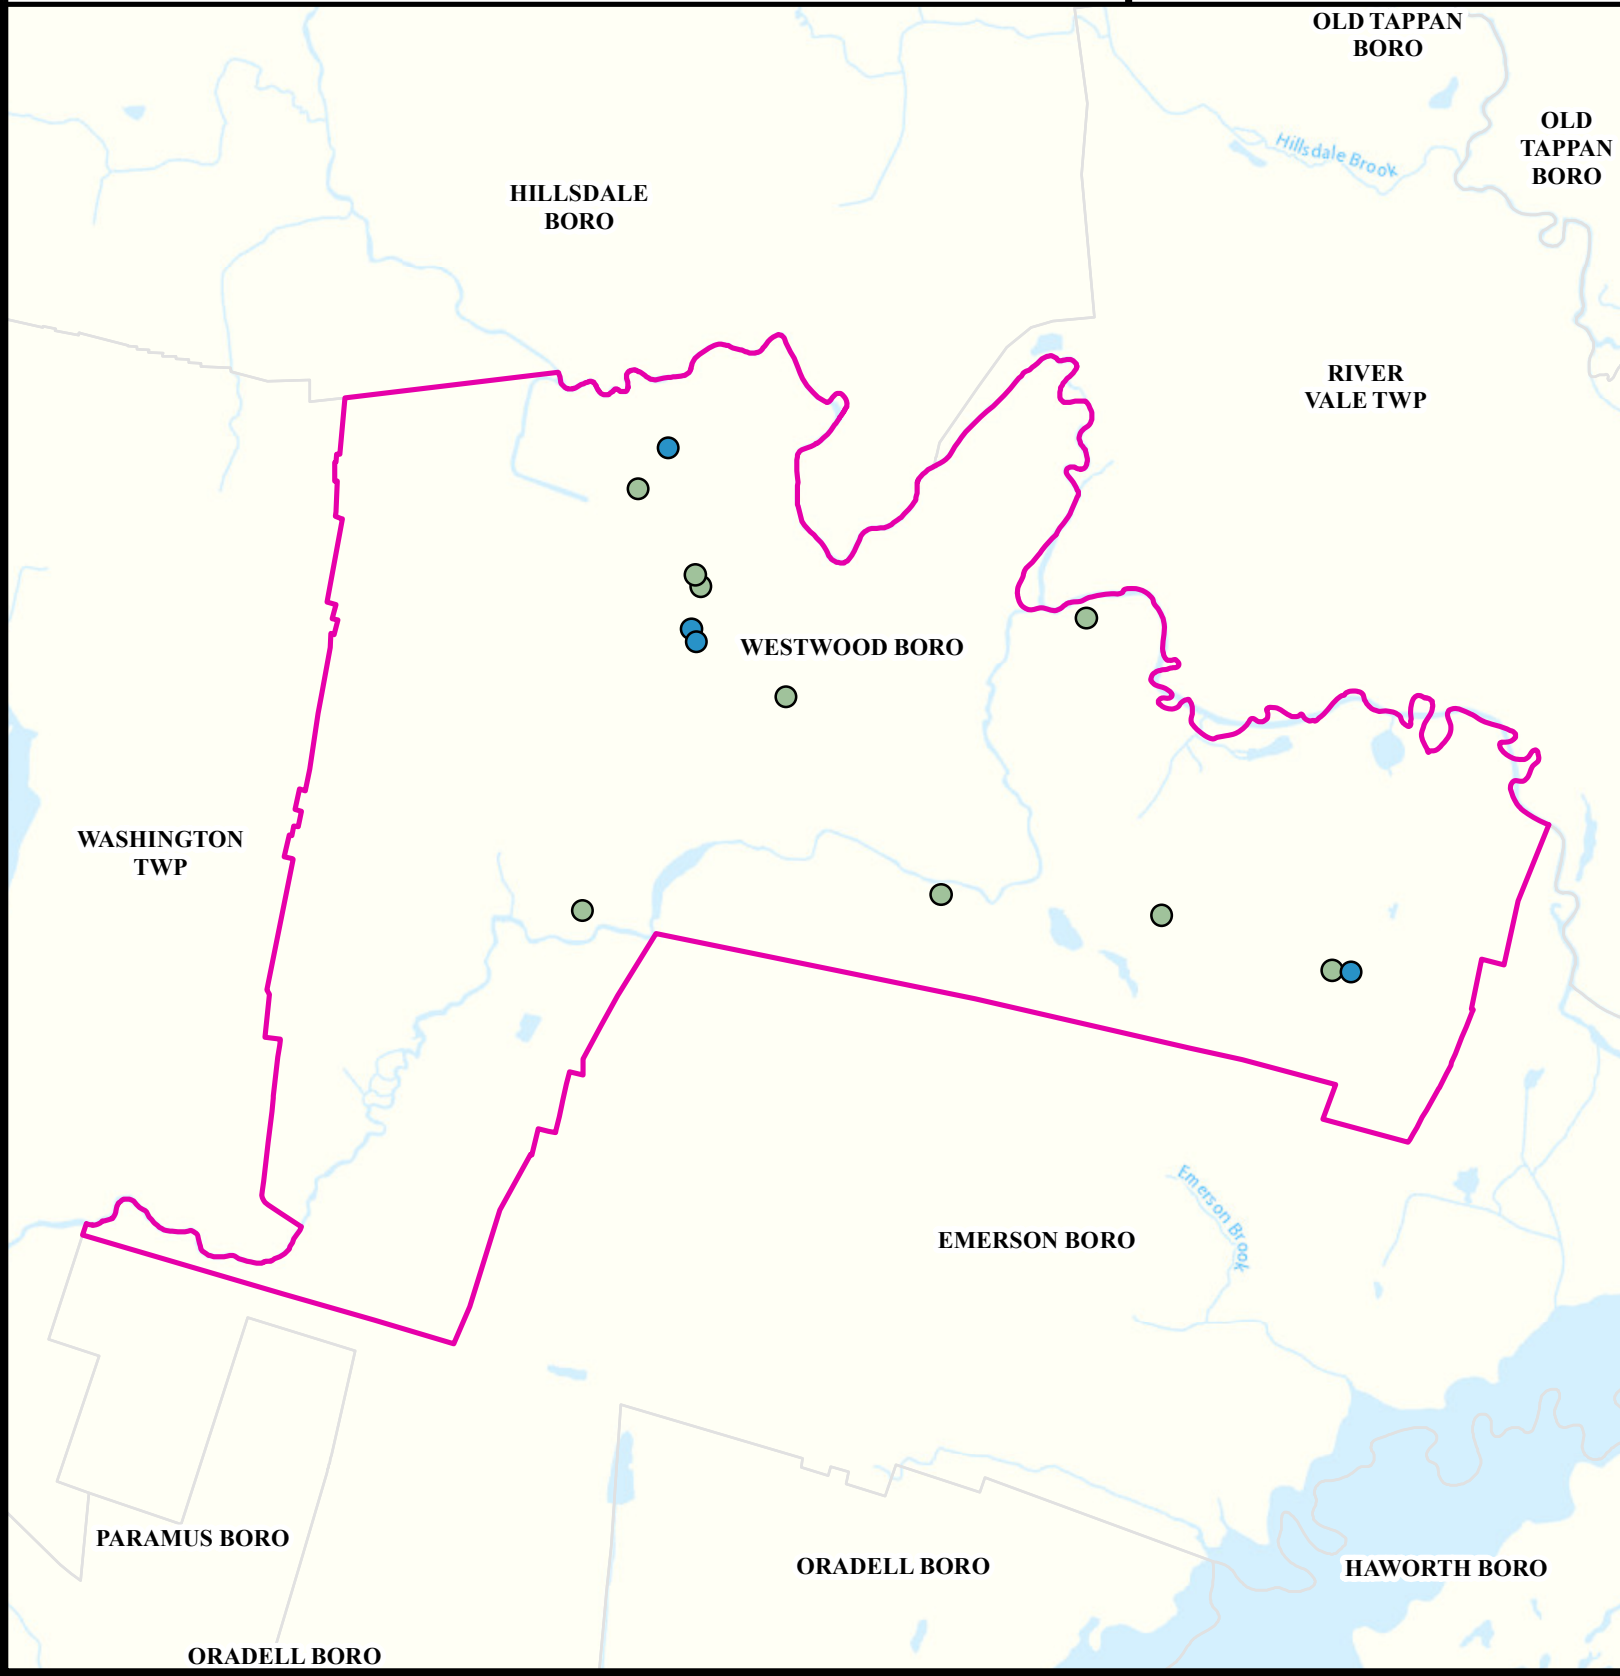 OLD TAPPAN
BORO
OLD
TAPPAN
BORO
Hillsdale Brook
HILLSDALE
BORO
RIVER
VALE TWP
WESTWOOD BORO
WASHINGTON
TWP
Emerson Brook
EMERSON BORO
PARAMUS BORO
ORADELL BORO
HAWORTH BORO
ORADELL BORO